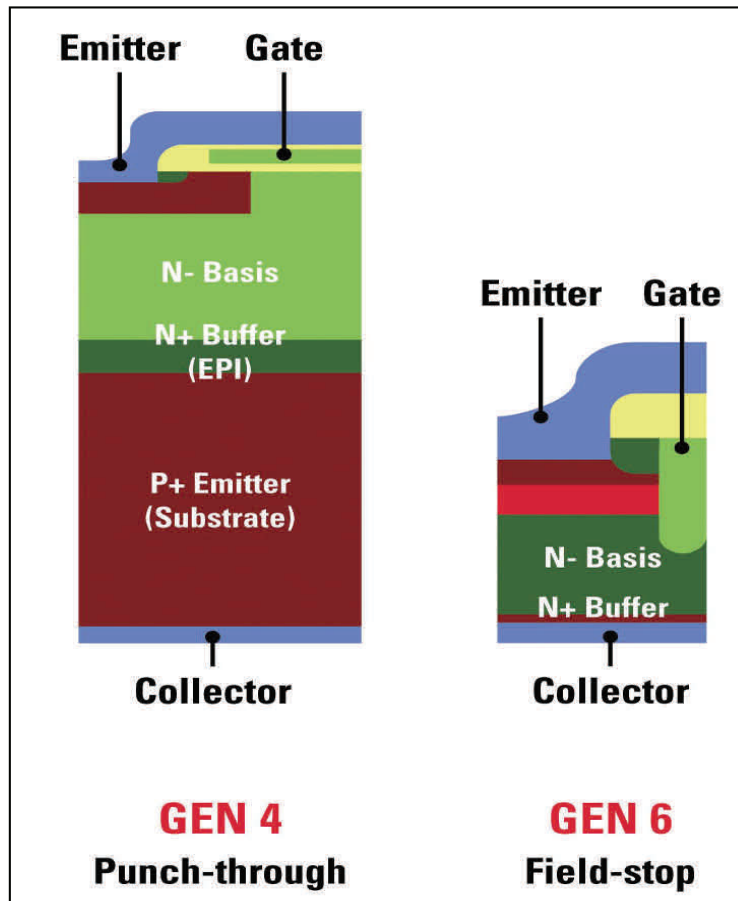 Emitter Gate
N- Basis
N+ Buffer
(EPI)
P+ Emitter
(Substrate)
Collector
GEN 4
Punch-through
Emitter Gate
N- Basis
N+ Buffer
Collector
GEN 6
Field-stop